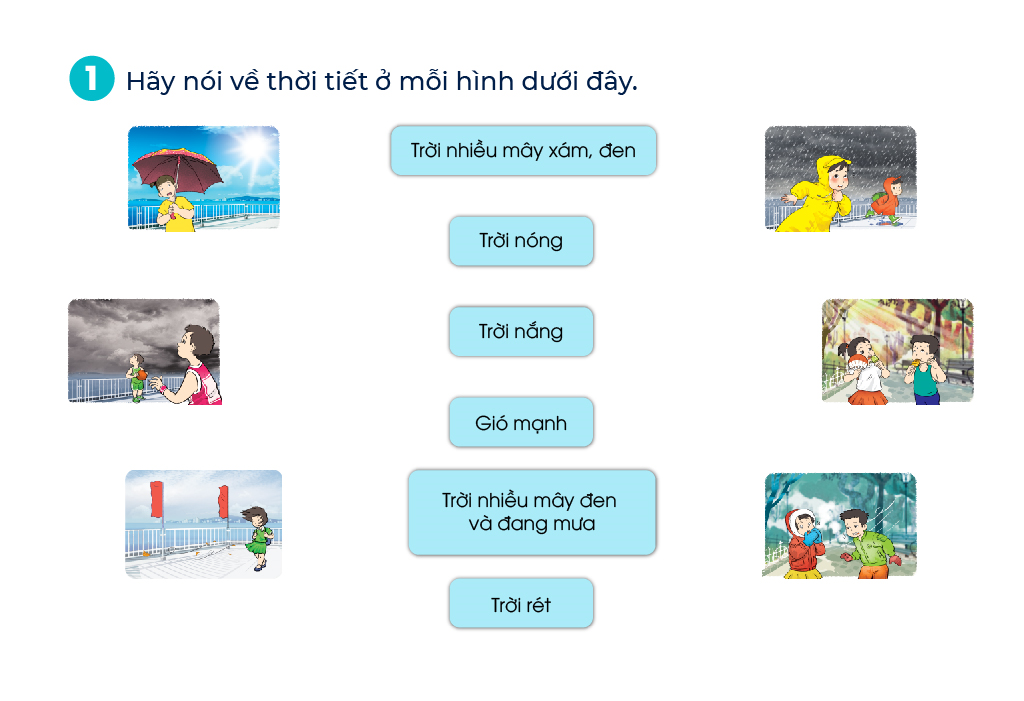 1 Hãy nói về thời tiết ở mỗi hình dưới đây.
Trời nhiều mây xám, đen
Trời nóng
Trời nắng
Gió mạnh
Trời nhiều mây đen
và đang mưa
Trời rét